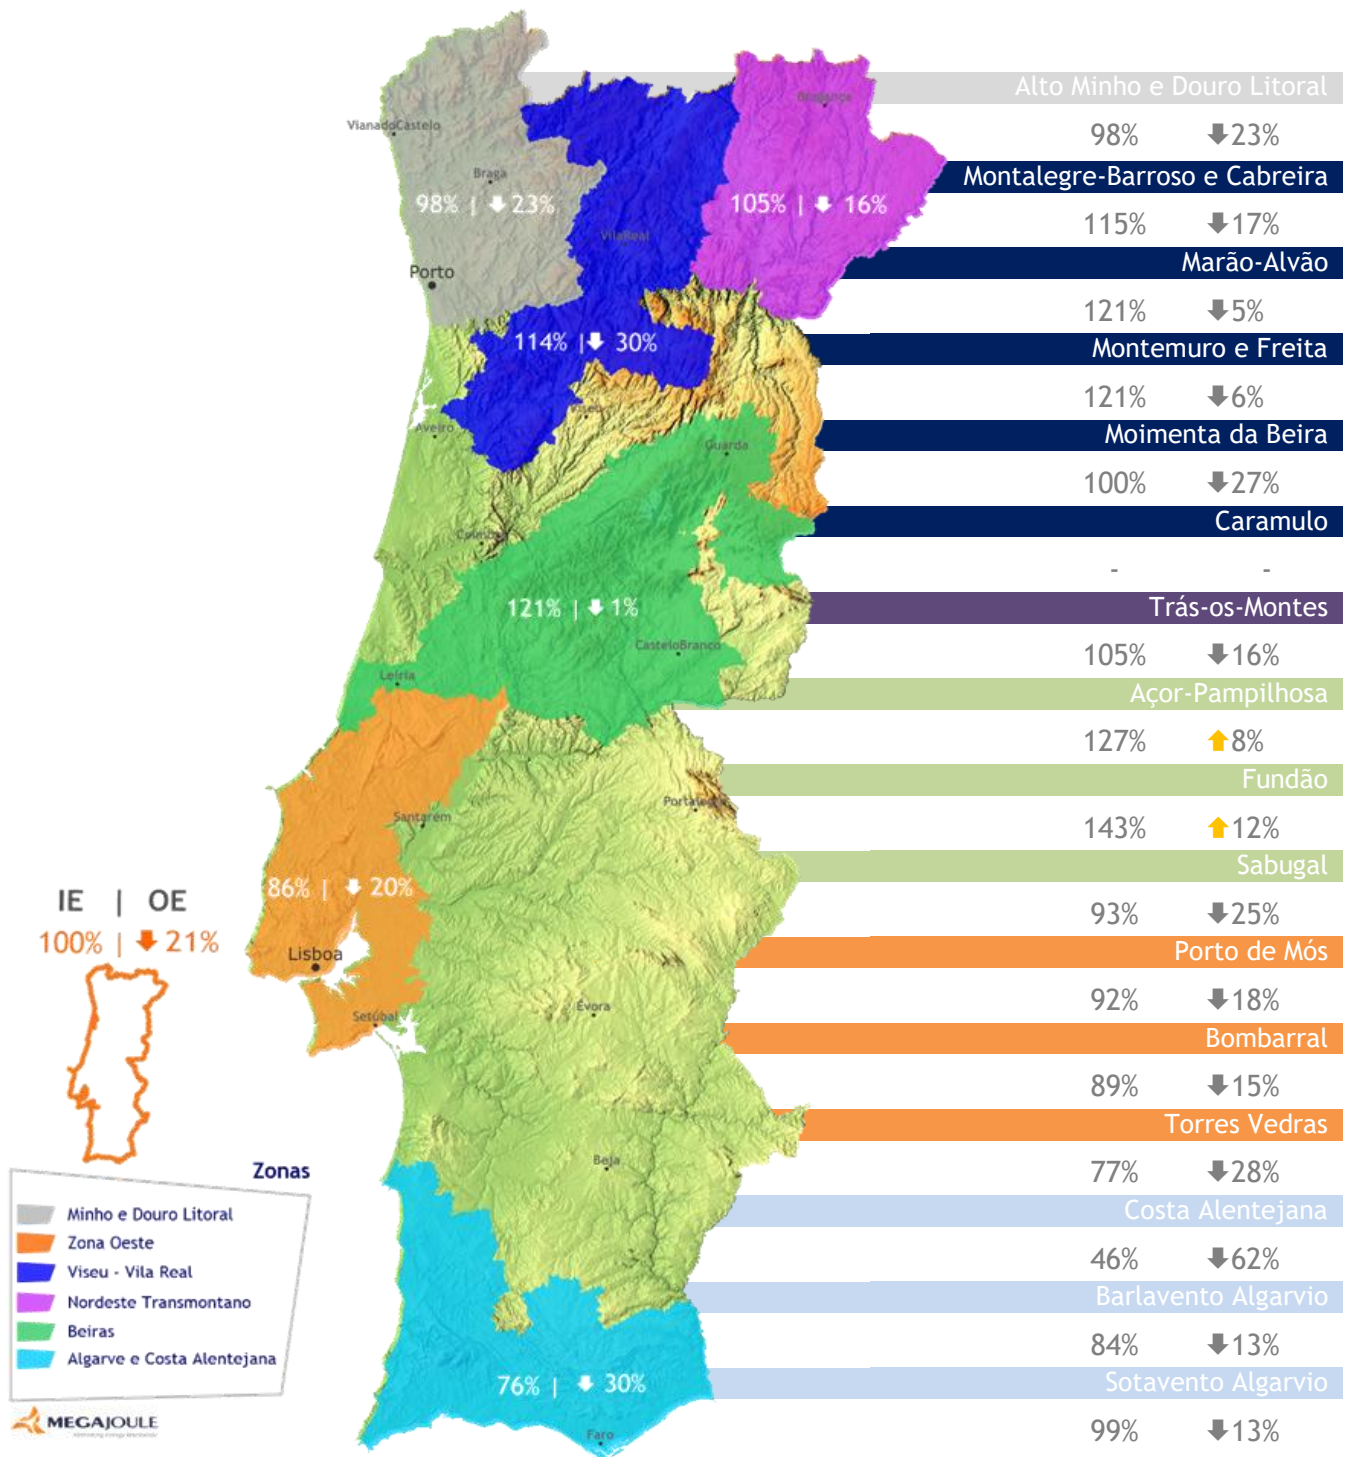 Alto Minho e Douro Litoral
98% 23%
Montalegre-Barroso e Cabreira
115% 17%
Marão-Alvão
121% 5%
Montemuro e Freita
121% 6%
Moimenta da Beira
100% 27%
Caramulo
- -
Trás-os-Montes
105% 16%
Açor-Pampilhosa
127% 8%
Fundão
143% 12%
Sabugal
93% 25%
Porto de Mós
92% 18%
Bombarral
89% 15%
Torres Vedras
77% 28%
Costa Alentejana
46% 62%
Barlavento Algarvio
84% 13%
Sotavento Algarvio
99% 13%
Bragança
VianadoCastelo
Braga
98% | 23%
105% | 16%
VilaReal
Porto
114% | 30%
Viseu
Aveiro
Guarda
Coimbra
121% | 1%
CasteloBranco
Leiria
Portalegre
Santarém
86% | 20%
Lisboa
Setúbal
Évora
Beja
76% | 30%
Faro
IE | OE
100% | 21%
Zonas
Minho e Douro Litoral
Zona Oeste
Viseu - Vila Real
Nordeste Transmontano
Beiras
Algarve e Costa Alentejana
MEGAJOULE